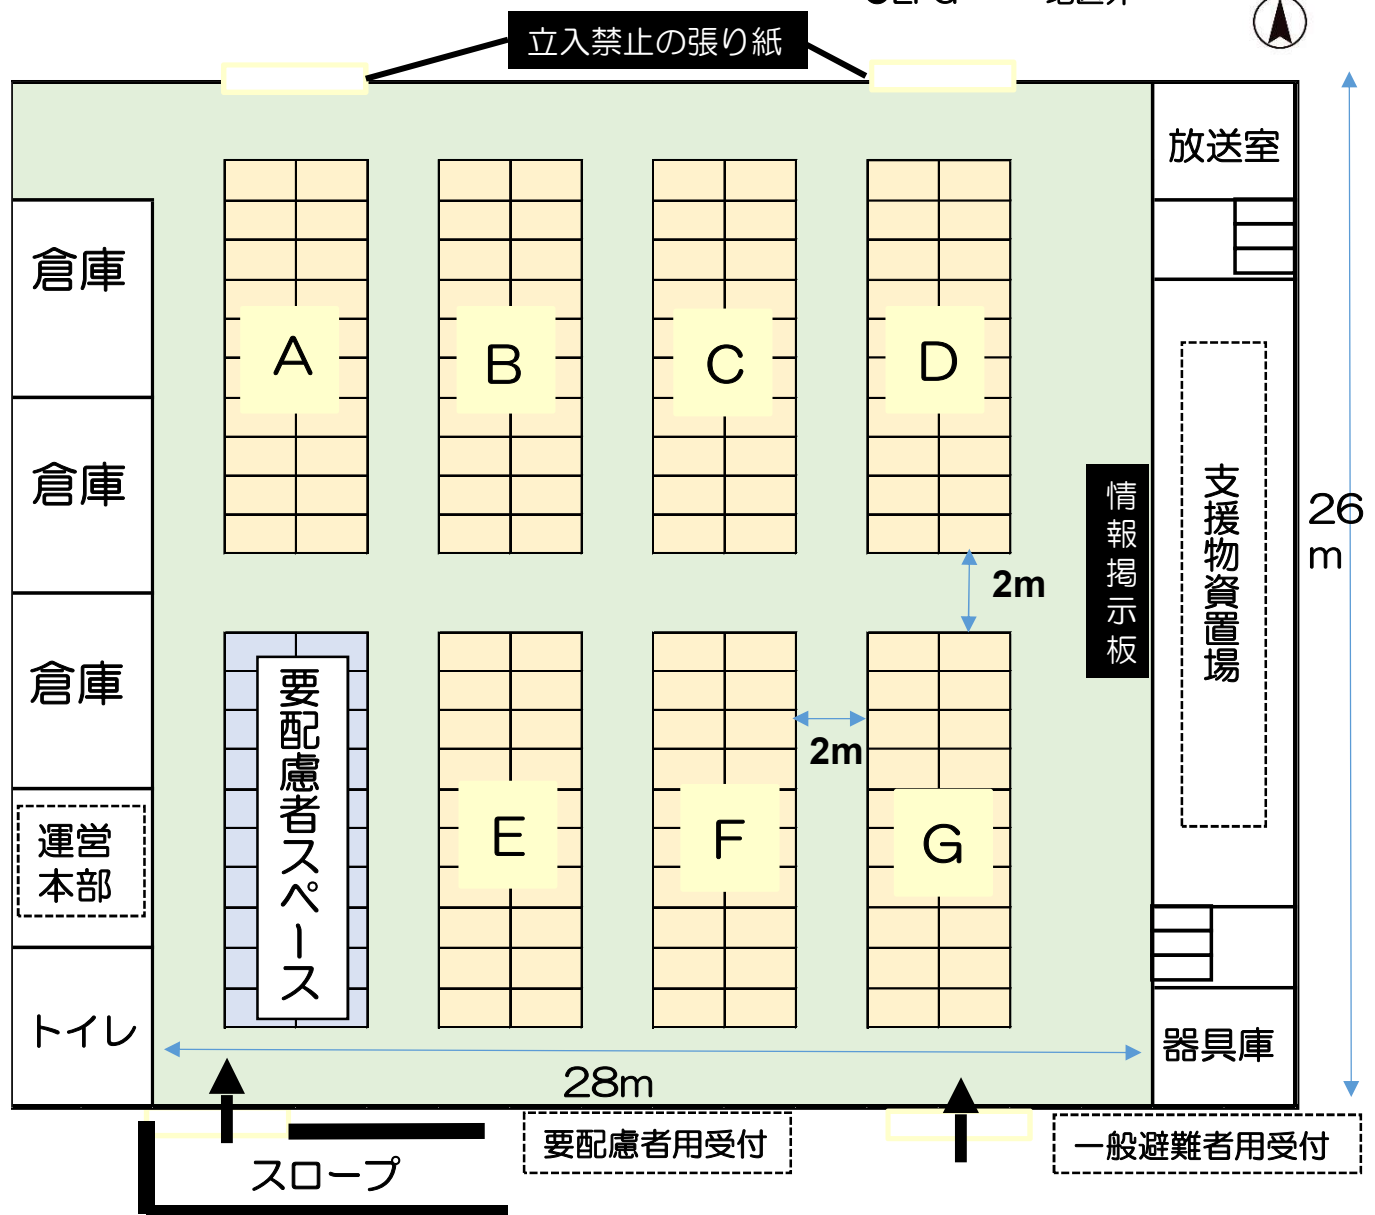 立入禁止の張り紙
放送室
倉庫
A
B
C
D
倉庫
情報掲示板
支援物資置場
26
m
2m
倉庫
要配慮者スペース
2m
運営
本部
E
F
G
トイレ
器具庫
28m
要配慮者用受付
一般避難者用受付
スロープ